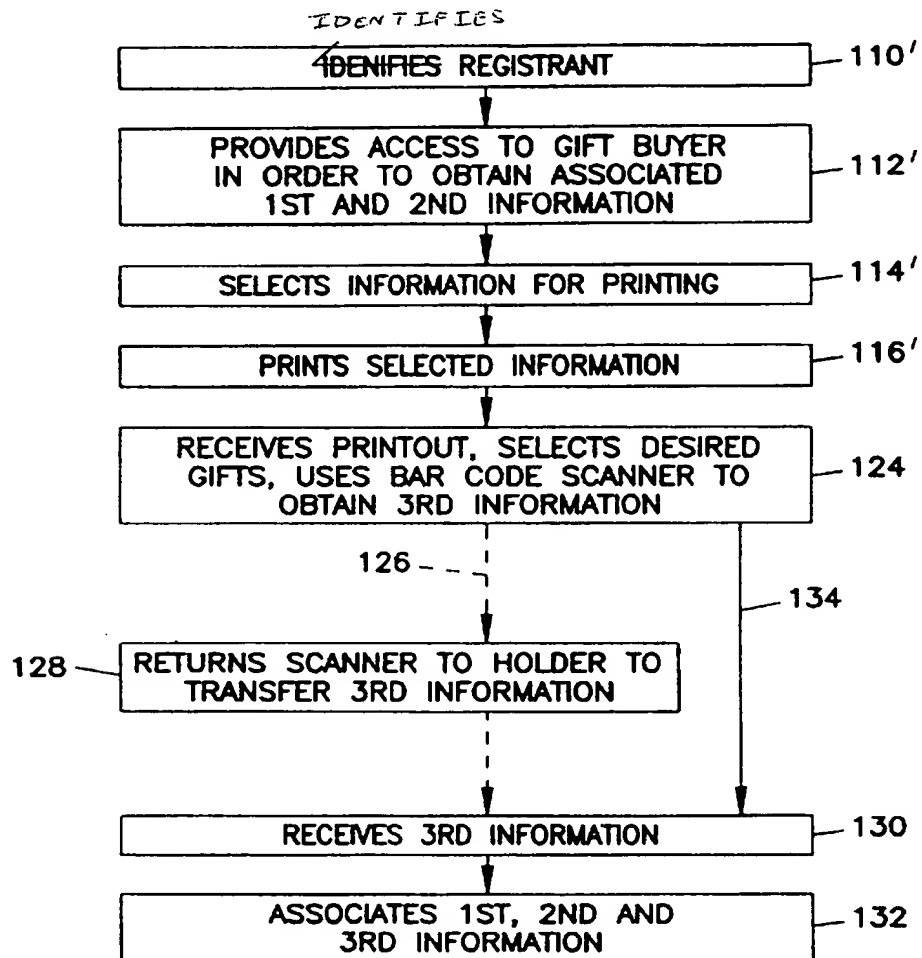 IDENTIFIES
IDENIFIES REGISTRANT
110'
PROVIDES ACCESS TO GIFT BUYER
IN ORDER TO OBTAIN ASSOCIATED
1ST AND 2ND INFORMATION
112'
SELECTS INFORMATION FOR PRINTING
114'
PRINTS SELECTED INFORMATION
116'
RECEIVES PRINTOUT, SELECTS DESIRED
GIFTS, USES BAR CODE SCANNER TO
OBTAIN 3RD INFORMATION
124
126
134
128
RETURNS SCANNER TO HOLDER TO
TRANSFER 3RD INFORMATION
RECEIVES 3RD INFORMATION
130
ASSOCIATES 1ST, 2ND AND
3RD INFORMATION
132